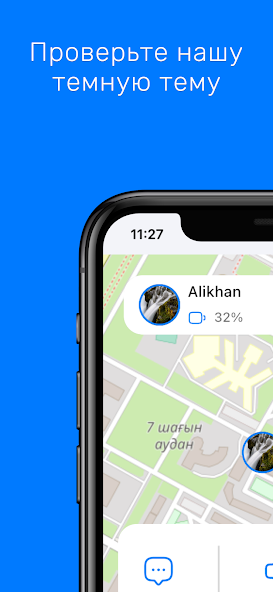 Проверьте нашу
темную тему
11:27
Alikhan
32%
7 шағын
аудан